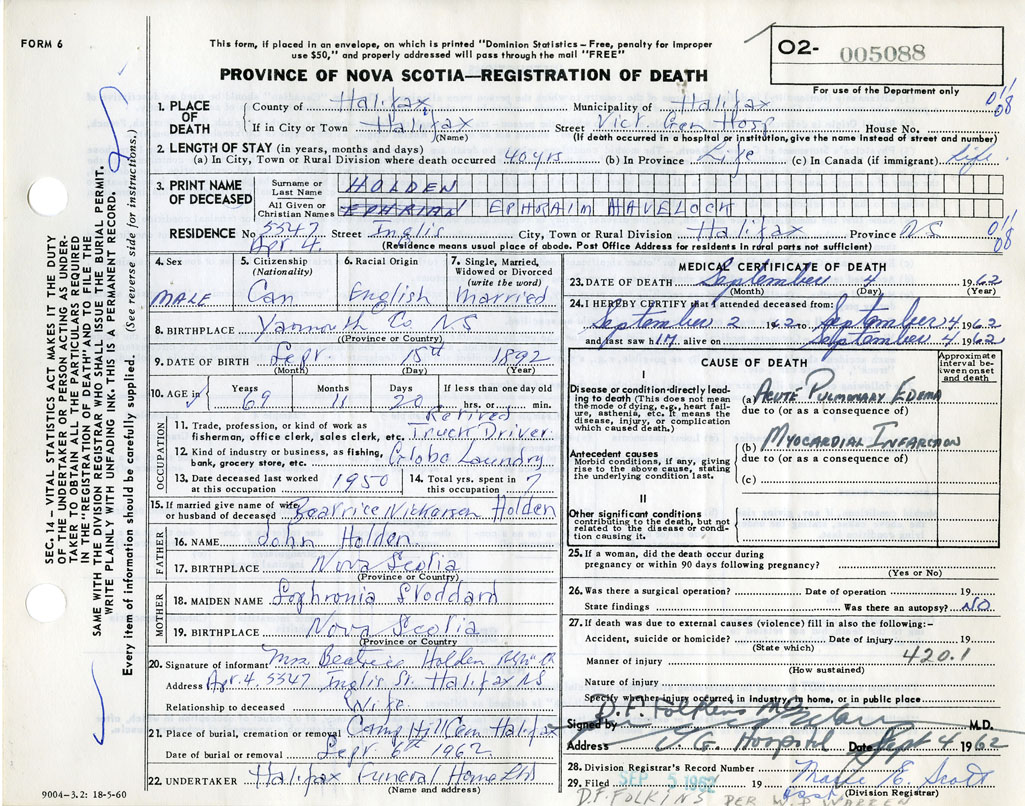 FORM 6
This form, if placed in an envelope, on which is printed "Dominion Statistics – Free, penalty for improper
use $50," and properly addressed will pass through the mail "FREE"
PROVINCE OF NOVA SCOTIA—REGISTRATION OF DEATH
02- 005088
For use of the Department only
SEC. 14 – VITAL STATISTICS ACT MAKES IT THE DUTY
OF THE UNDERTAKER OR PERSON ACTING AS UNDER-
TAKER TO OBTAIN ALL THE PARTICULARS REQUIRED
IN THE "REGISTRATION OF DEATH" AND TO FILE THE
SAME WITH THE DIVISION REGISTRAR WHO SHALL ISSUE THE BURIAL PERMIT.
WRITE PLAINLY WITH UNFADING INK-THIS IS A PERMANENT RECORD.
Every item of information should be carefully supplied. (See reverse side for instructions.)
1. PLACE OF DEATH County of Halifax Municipality of Halifax
If in City or Town Halifax Street Vict. Gen Hosp House No.
(Name) (If death occurred in a hospital or institution, give the name instead of street and number)
011
08
2. LENGTH OF STAY (in years, months and days)
(a) In City, Town or Rural Division where death occurred 40 yrs (b) In Province Life (c) In Canada (if immigrant) Life
3. PRINT NAME OF DECEASED Surname or Last Name HOLDEN
All Given or Christian Names EPHRIAM EPHRAIM HAVELOCK
RESIDENCE No 5547 Street Inglis City, Town or Rural Division Halifax Province NS
Apr 4. (Residence means usual place of abode. Post Office Address for residents in rural parts not sufficient)
011
08
4. Sex MALE
5. Citizenship (Nationality) Can
6. Racial Origin English
7. Single, Married, Widowed or Divorced (write the word) Married
8. BIRTHPLACE Yarmouth Co NS
(Province or Country)
9. DATE OF BIRTH Sept. 15th 1892
(Month) (Day) (Year)
10. AGE in Years 69 Months 11 Days 20 If less than one day old hrs. or min.
OCCUPATION
11. Trade, profession, or kind of work as fisherman, office clerk, sales clerk, etc. Retired Truck Driver
12. Kind of industry or business, as fishing, bank, grocery store, etc. Globe Laundry
13. Date deceased last worked at this occupation 1950
14. Total yrs. spent in this occupation 7
15. If married give name of wife or husband of deceased Beatrice Nickerson Holden
FATHER
16. NAME John Holden
17. BIRTHPLACE Nova Scotia
(Province or Country)
MOTHER
18. MAIDEN NAME Sophronia Stoddard
19. BIRTHPLACE Nova Scotia
(Province or Country
20. Signature of informant Mrs Beatrice Holden
Address Apr. 4. 5547 Inglis St. Halifax NS
Relationship to deceased Wife
21. Place of burial, cremation or removal Camp Hill Cem Halifax
Date of burial or removal Sept 6th 1962
22. UNDERTAKER Halifax Funeral Home Ltd
(Name and address)
9004-3.2: 18-5-60
MEDICAL CERTIFICATE OF DEATH
23. DATE OF DEATH September 4 1962
(Month) (Day) (Year)
24. I HEREBY CERTIFY that I attended deceased from:
September 2 1962 to September 4 1962
and last saw h im alive on September 4 1962
CAUSE OF DEATH
Approximate interval between onset and death
I
Disease or condition directly leading to death (This does not mean the mode of dying, e.g., heart failure, asthenia, etc. It means the disease, injury, or complication which caused death.)
(a) ACUTE PULMONARY EDEMA
due to (or as a consequence of)
Antecedent causes
Morbid conditions, if any, giving rise to the above cause, stating the underlying condition last.
(b) MYOCARDIAL INFARCTION
due to (or as a consequence of)
(c)
II
Other significant conditions
contributing to the death, but not related to the disease or condition causing it.
25. If a woman, did the death occur during
pregnancy or within 90 days following pregnancy?
(Yes or No)
26. Was there a surgical operation? Date of operation 19
State findings Was there an autopsy? NO
27. If death was due to external causes (violence) fill in also the following:–
Accident, suicide or homicide? Date of injury 19
(State which)
Manner of injury 420.1
(How sustained)
Nature of injury
Specify whether injury occurred in industry, in home, or in public place
Signed by D.F. Folkins M.D.
Address V. G. Hospital Date Sept 4 1962
28. Division Registrar's Record Number
29. Filed SEP 5 1962 19 Marie E. Scott
(Division Registrar)
D.F. FOLKINS PER W.D. WARREN